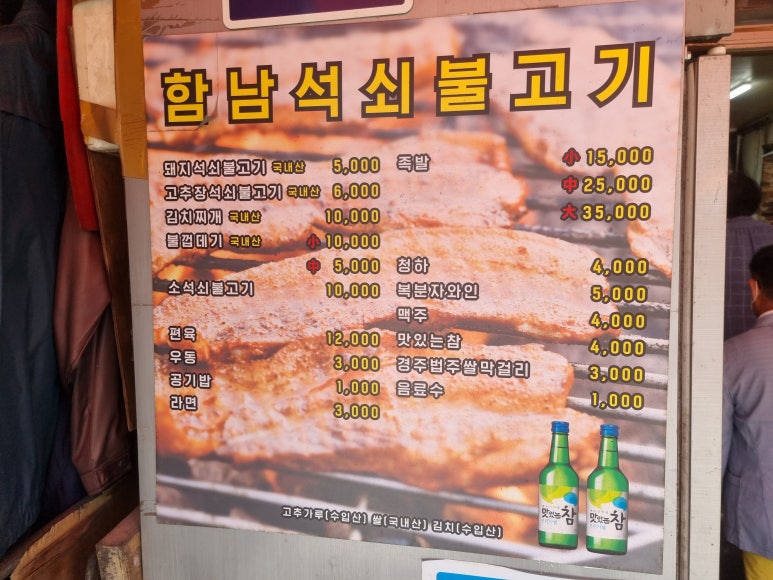 함남석쇠불고기
돼지석쇠불고기 국내산 5,000
고추장석쇠불고기 국내산 6,000
김치찌개 국내산 10,000
불껍데기 국내산 小 10,000
中 5,000
소석쇠불고기 10,000
편육 12,000
우동 3,000
공기밥 1,000
라면 3,000
족발 小 15,000
中 25,000
大 35,000
청하 4,000
복분자와인 5,000
맥주 4,000
맛있는참 4,000
경주법주쌀막걸리 3,000
음료수 1,000
맛있는 참
맛있는 참
고추가루(수입산) 쌀(국내산) 김치(수입산)